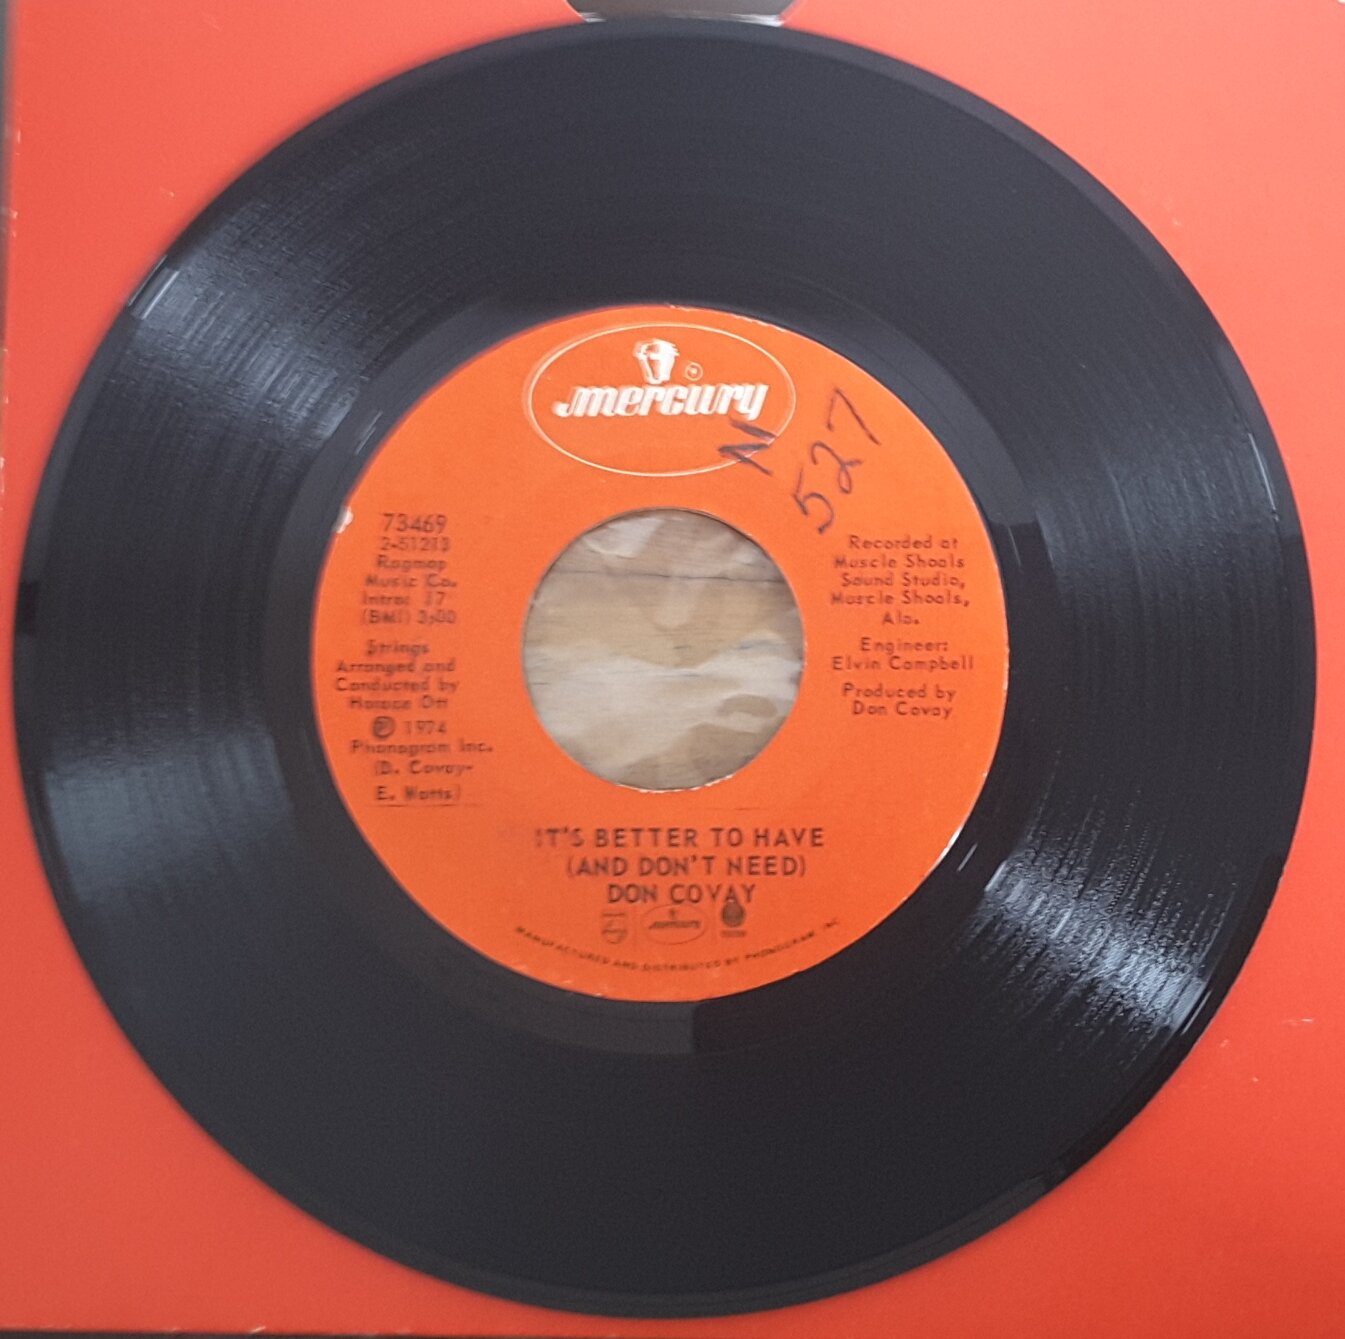 mercury
N
527
73469
2-51213
Ragmop
Music Co.
Intro: 17
(BMI) 3:00
Strings
Arranged and
Conducted by
Horace Ott
℗ 1974
Phonogram Inc.
(D. Covay-
E. Watts)
Recorded at
Muscle Shoals
Sound Studio,
Muscle Shoals,
Ala.
Engineer:
Elvin Campbell
Produced by
Don Covay
IT'S BETTER TO HAVE
(AND DON'T NEED)
DON COVAY
mercury
MANUFACTURED AND DISTRIBUTED BY PHONOGRAM, INC.